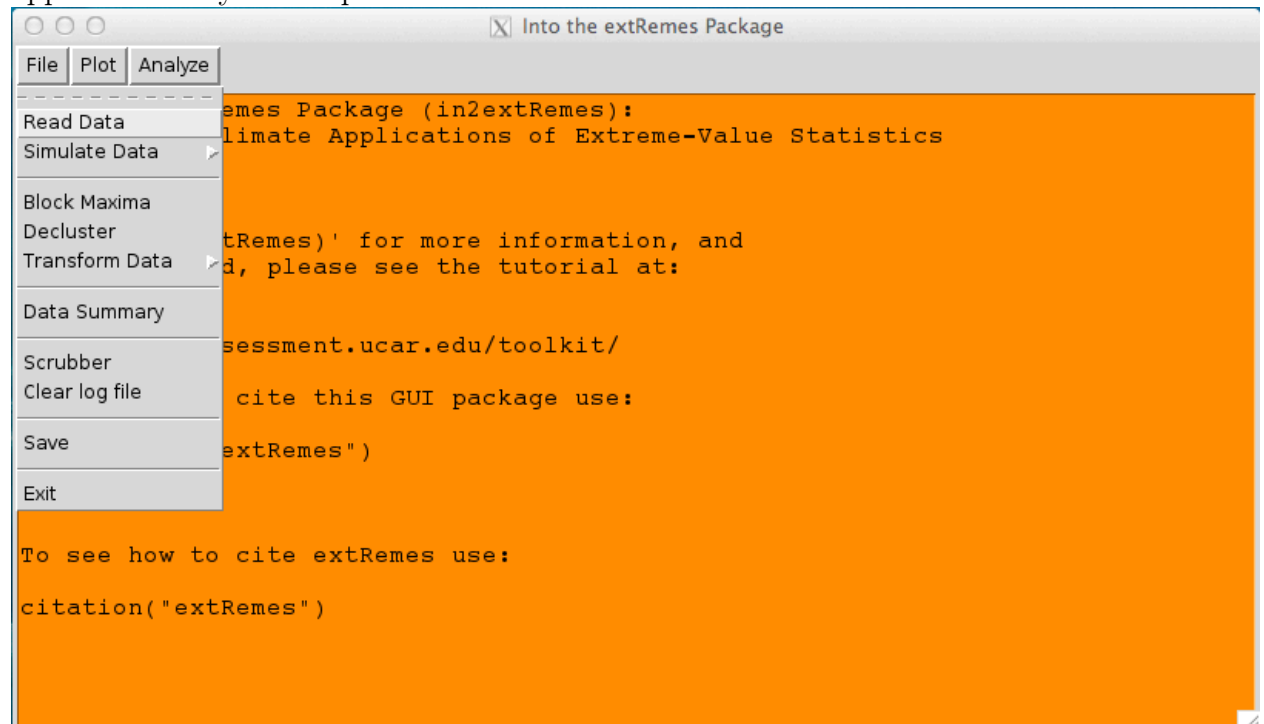 Into the extRemes Package
File Plot Analyze
Read Data
Simulate Data
Block Maxima
Decluster
Transform Data
Data Summary
Scrubber
Clear log file
Save
Exit
emes Package (in2extRemes):
limate Applications of Extreme-Value Statistics
tRemes)' for more information, and
d, please see the tutorial at:
sessment.ucar.edu/toolkit/
cite this GUI package use:
extRemes")
To see how to cite extRemes use:
citation("extRemes")